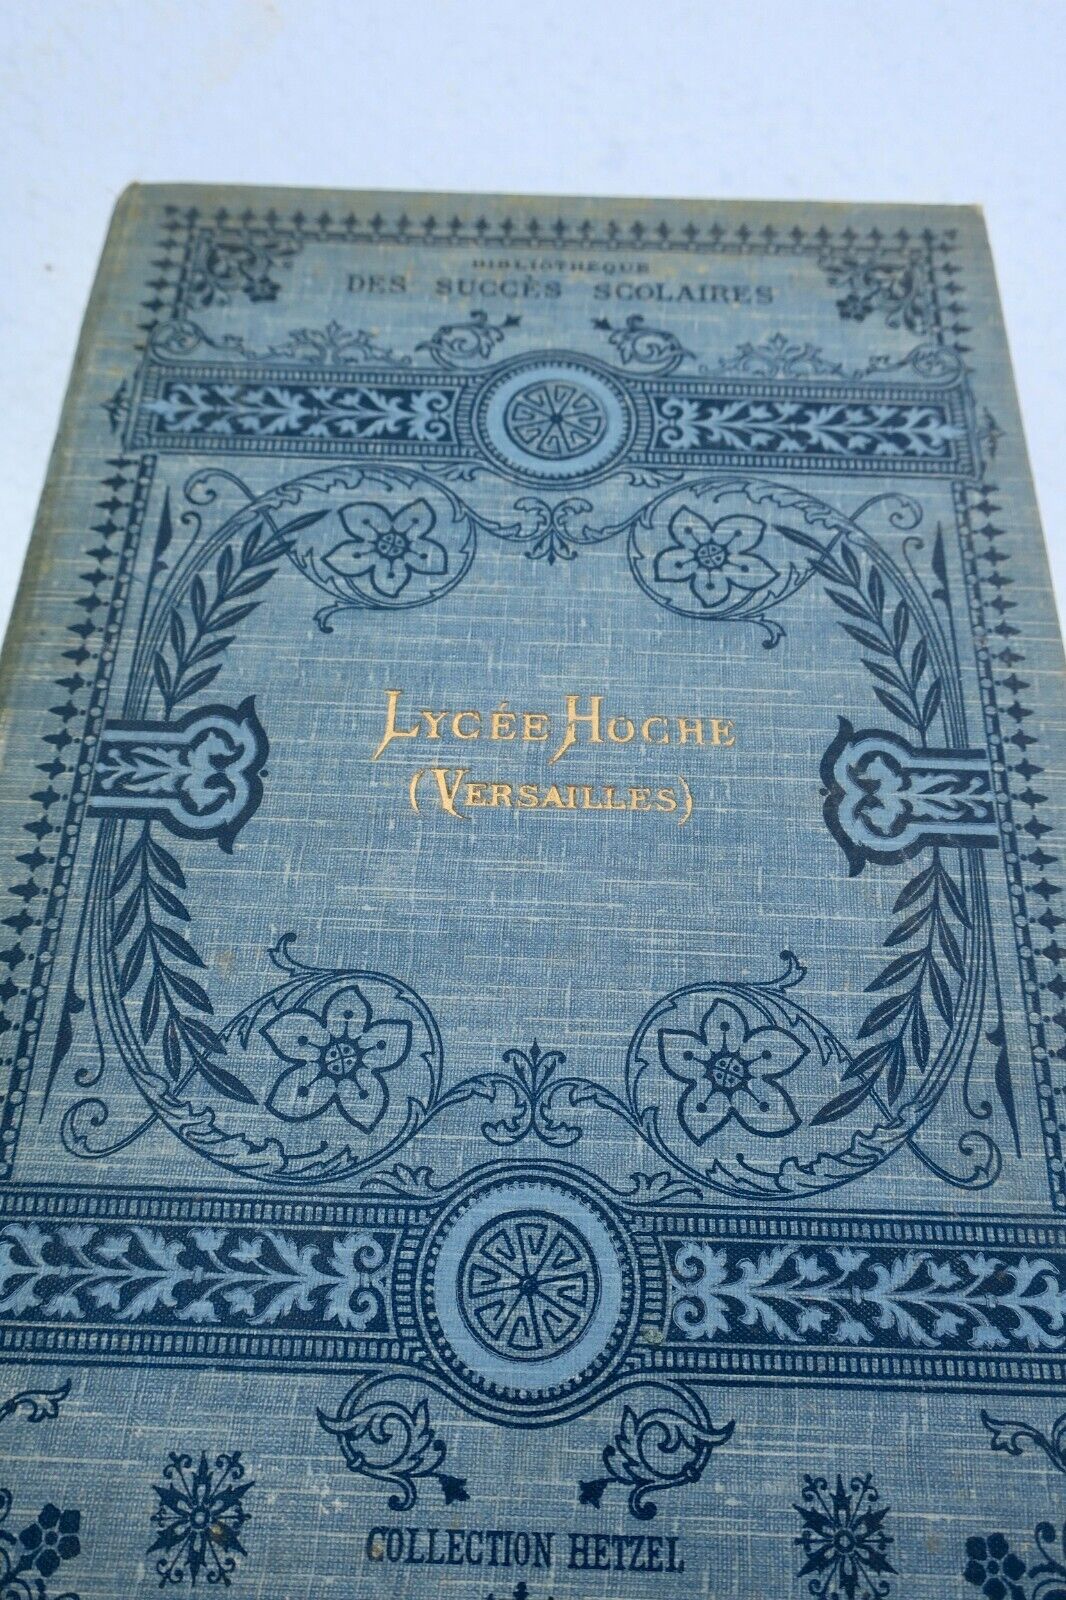 BIBLIOTHÈQUE
DES SUCCÈS SCOLAIRES
LYCÉE HOCHE
(VERSAILLES)
COLLECTION HETZEL